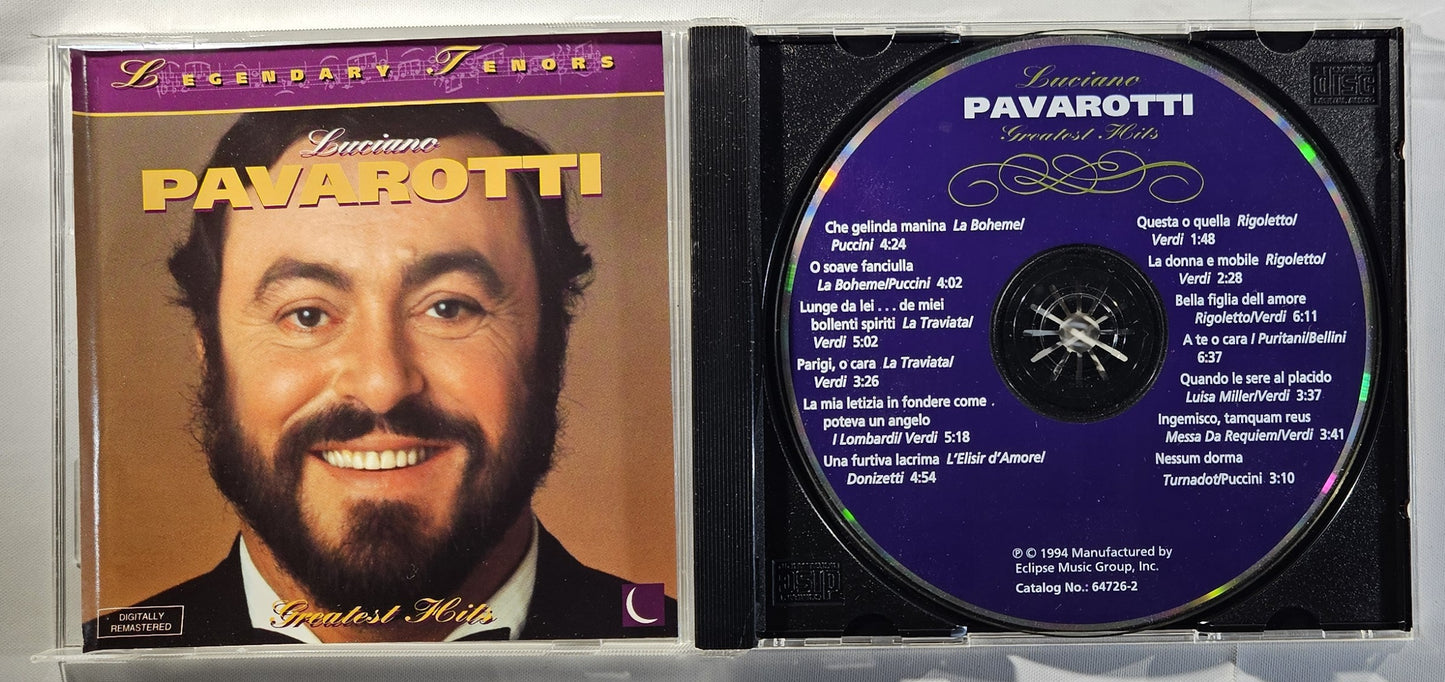 LEGENDARY TENORS
Luciano
PAVAROTTI
DIGITALLY
REMASTERED
Greatest Hits
Luciano
PAVAROTTI
Greatest Hits
Che gelinda manina La Boheme/
Puccini 4:24
O soave fanciulla
La Boheme/Puccini 4:02
Lunge da lei . . . de miei
bollenti spiriti La Traviata/
Verdi 5:02
Parigi, o cara La Traviata/
Verdi 3:26
La mia letizia in fondere come
poteva un angelo
I Lombardi/ Verdi 5:18
Una furtiva lacrima L'Elisir d'Amore/
Donizetti 4:54
Questa o quella Rigoletto/
Verdi 1:48
La donna e mobile Rigoletto/
Verdi 2:28
Bella figlia dell amore
Rigoletto/Verdi 6:11
A te o cara I Puritani/Bellini
6:37
Quando le sere al placido
Luisa Miller/Verdi 3:37
Ingemisco, tamquam reus
Messa Da Requiem/Verdi 3:41
Nessum dorma
Turnadot/Puccini 3:10
℗ © 1994 Manufactured by
Eclipse Music Group, Inc.
Catalog No.: 64726-2
disc